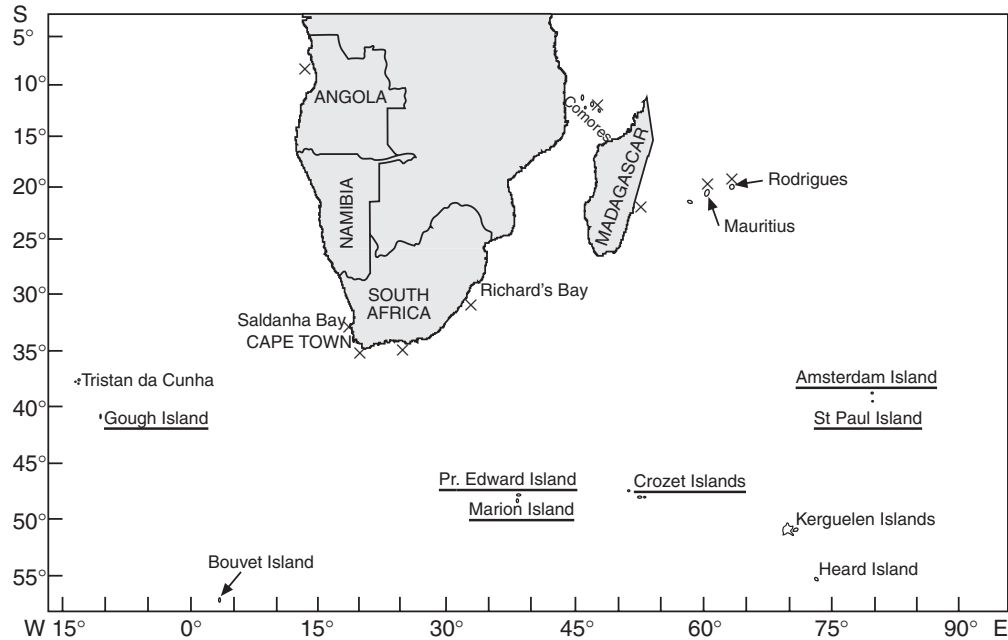 S
5°
10°
15°
20°
25°
30°
35°
40°
45°
50°
55°
ANGOLA
NAMIBIA
SOUTH
AFRICA
Comores
MADAGASCAR
Rodrigues
Mauritius
Richard's Bay
Saldanha Bay
CAPE TOWN
Tristan da Cunha
Gough Island
Amsterdam Island
St Paul Island
Pr. Edward Island
Marion Island
Crozet Islands
Kerguelen Islands
Heard Island
Bouvet Island
W 15° 0° 15° 30° 45° 60° 75° 90° E